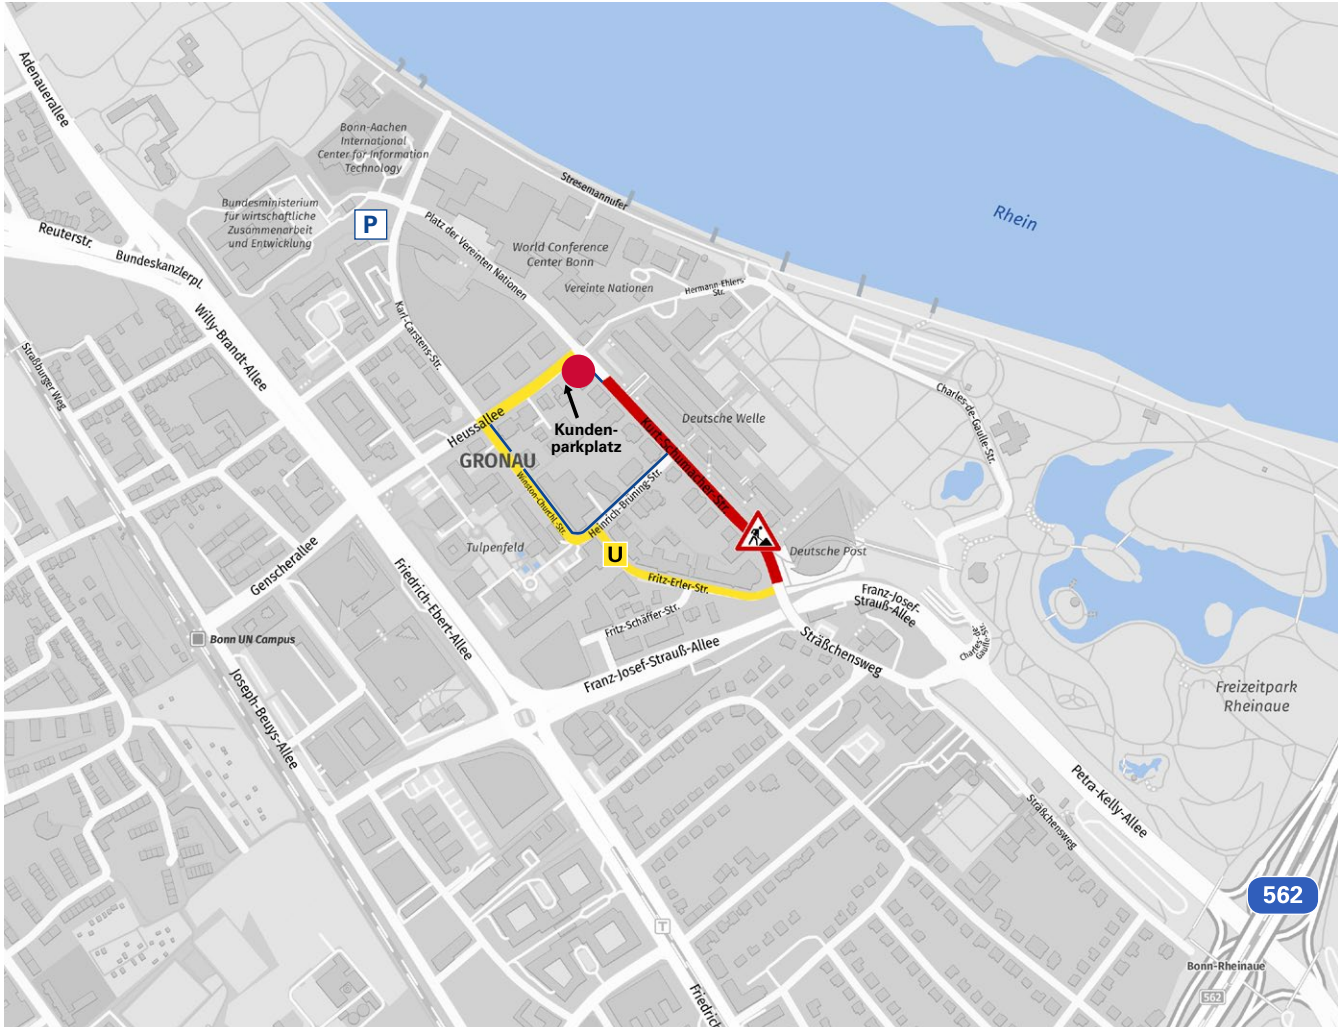 Adenauerallee
Bonn-Aachen
International
Center for Information
Technology
Stresemannufer
Rhein
Bundesministerium
für wirtschaftliche
Zusammenarbeit
und Entwicklung
P
Platz der Vereinten Nationen
World Conference
Center Bonn
Vereinte Nationen
Hermann-Ehlers-
Str.
Reuterstr.
Bundeskanzlerpl.
Willy-Brandt-Allee
Karl-Carstens-Str.
Straßburger Weg
Charles-de-Gaulle-Str.
Heussallee
Kunden-
parkplatz
Deutsche Welle
Kurt-Schumacher-Str.
GRONAU
Winston-Churchl.-Str.
Heinrich-Brüning-Str.
Tulpenfeld
U
Deutsche Post
Fritz-Erler-Str.
Genscherallee
Friedrich-Ebert-Allee
Fritz-Schäffer-Str.
Franz-Josef-
Strauß-Allee
Charles-
de-
Gaulle-Str.
Bonn UN Campus
Franz-Josef-Strauß-Allee
Sträßchensweg
Joseph-Beuys-Allee
Freizeitpark
Rheinaue
Petra-Kelly-Allee
Sträßchensweg
562
T
Bonn-Rheinaue
562
Friedrich